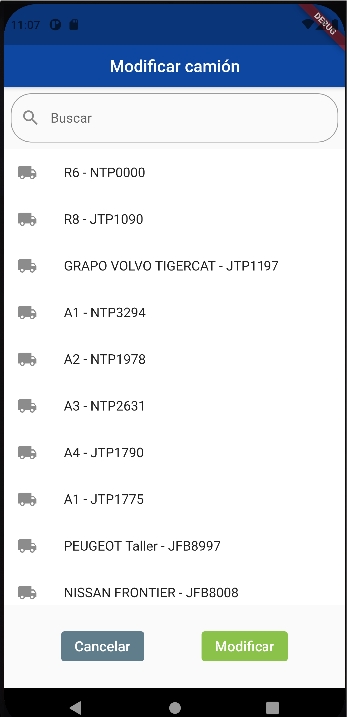 11:07
DEBUG
Modificar camión
Buscar
R6 - NTP0000
R8 - JTP1090
GRAPO VOLVO TIGERCAT - JTP1197
A1 - NTP3294
A2 - NTP1978
A3 - NTP2631
A4 - JTP1790
A1 - JTP1775
PEUGEOT Taller - JFB8997
NISSAN FRONTIER - JFB8008
Cancelar
Modificar